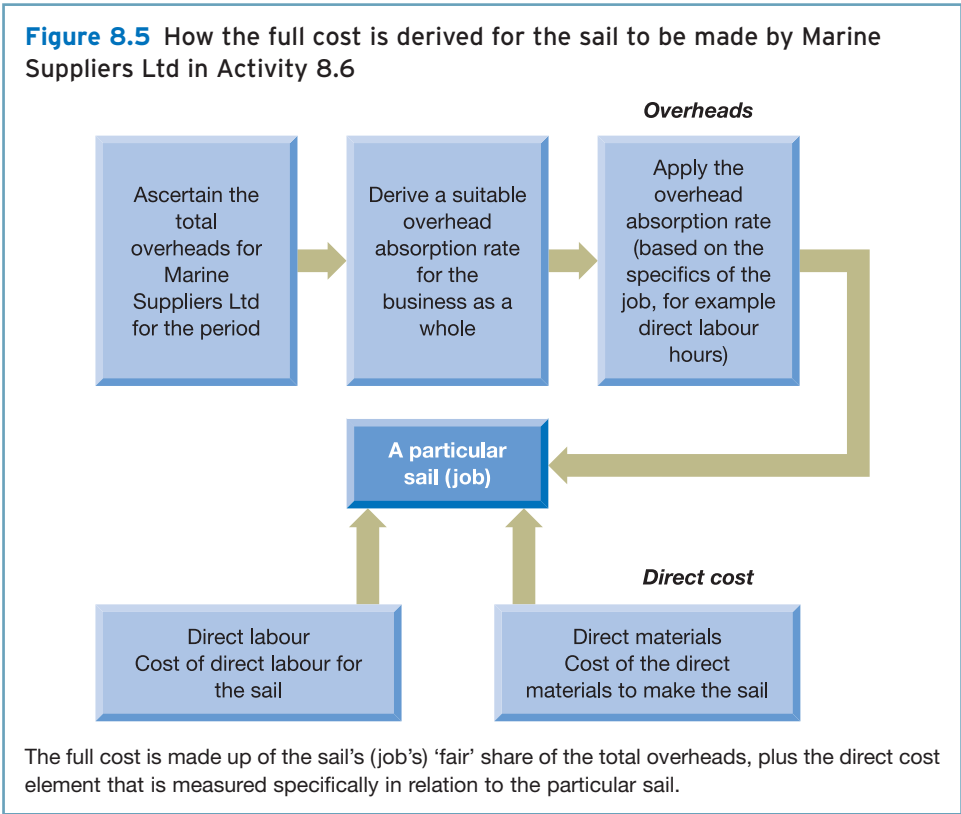 Figure 8.5 How the full cost is derived for the sail to be made by Marine
Suppliers Ltd in Activity 8.6
Overheads
Ascertain the
total
overheads for
Marine
Suppliers Ltd
for the period
Derive a suitable
overhead
absorption rate
for the
business as a
whole
Apply the
overhead
absorption rate
(based on the
specifics of the
job, for example
direct labour
hours)
A particular
sail (job)
Direct cost
Direct labour
Cost of direct labour for
the sail
Direct materials
Cost of the direct
materials to make the sail
The full cost is made up of the sail’s (job’s) ‘fair’ share of the total overheads, plus the direct cost
element that is measured specifically in relation to the particular sail.